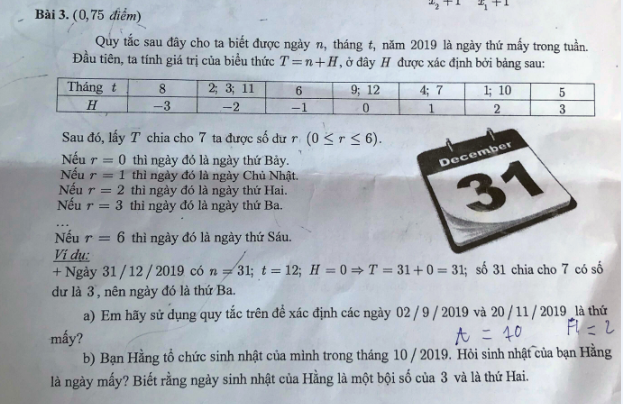 x₂ + 1 x₁ + 1
Bài 3. (0,75 điểm)
Quy tắc sau đây cho ta biết được ngày n, tháng t, năm 2019 là ngày thứ mấy trong tuần.
Đầu tiên, ta tính giá trị của biểu thức T = n + H, ở đây H được xác định bởi bảng sau:
Tháng t 8 2; 3; 11 6 9; 12 4; 7 1; 10 5
H −3 −2 −1 0 1 2 3
Sau đó, lấy T chia cho 7 ta được số dư r (0 ≤ r ≤ 6).
Nếu r = 0 thì ngày đó là ngày thứ Bảy.
Nếu r = 1 thì ngày đó là ngày Chủ Nhật.
Nếu r = 2 thì ngày đó là ngày thứ Hai.
Nếu r = 3 thì ngày đó là ngày thứ Ba.
...
Nếu r = 6 thì ngày đó là ngày thứ Sáu.
December
31
Ví dụ:
+ Ngày 31/12/2019 có n = 31; t = 12; H = 0 ⇒ T = 31 + 0 = 31; số 31 chia cho 7 có số
dư là 3, nên ngày đó là thứ Ba.
a) Em hãy sử dụng quy tắc trên để xác định các ngày 02/9/2019 và 20/11/2019 là thứ
mấy?
= 10 H = 2
b) Bạn Hằng tổ chức sinh nhật của mình trong tháng 10/2019. Hỏi sinh nhật của bạn Hằng
là ngày mấy? Biết rằng ngày sinh nhật của Hằng là một bội số của 3 và là thứ Hai.